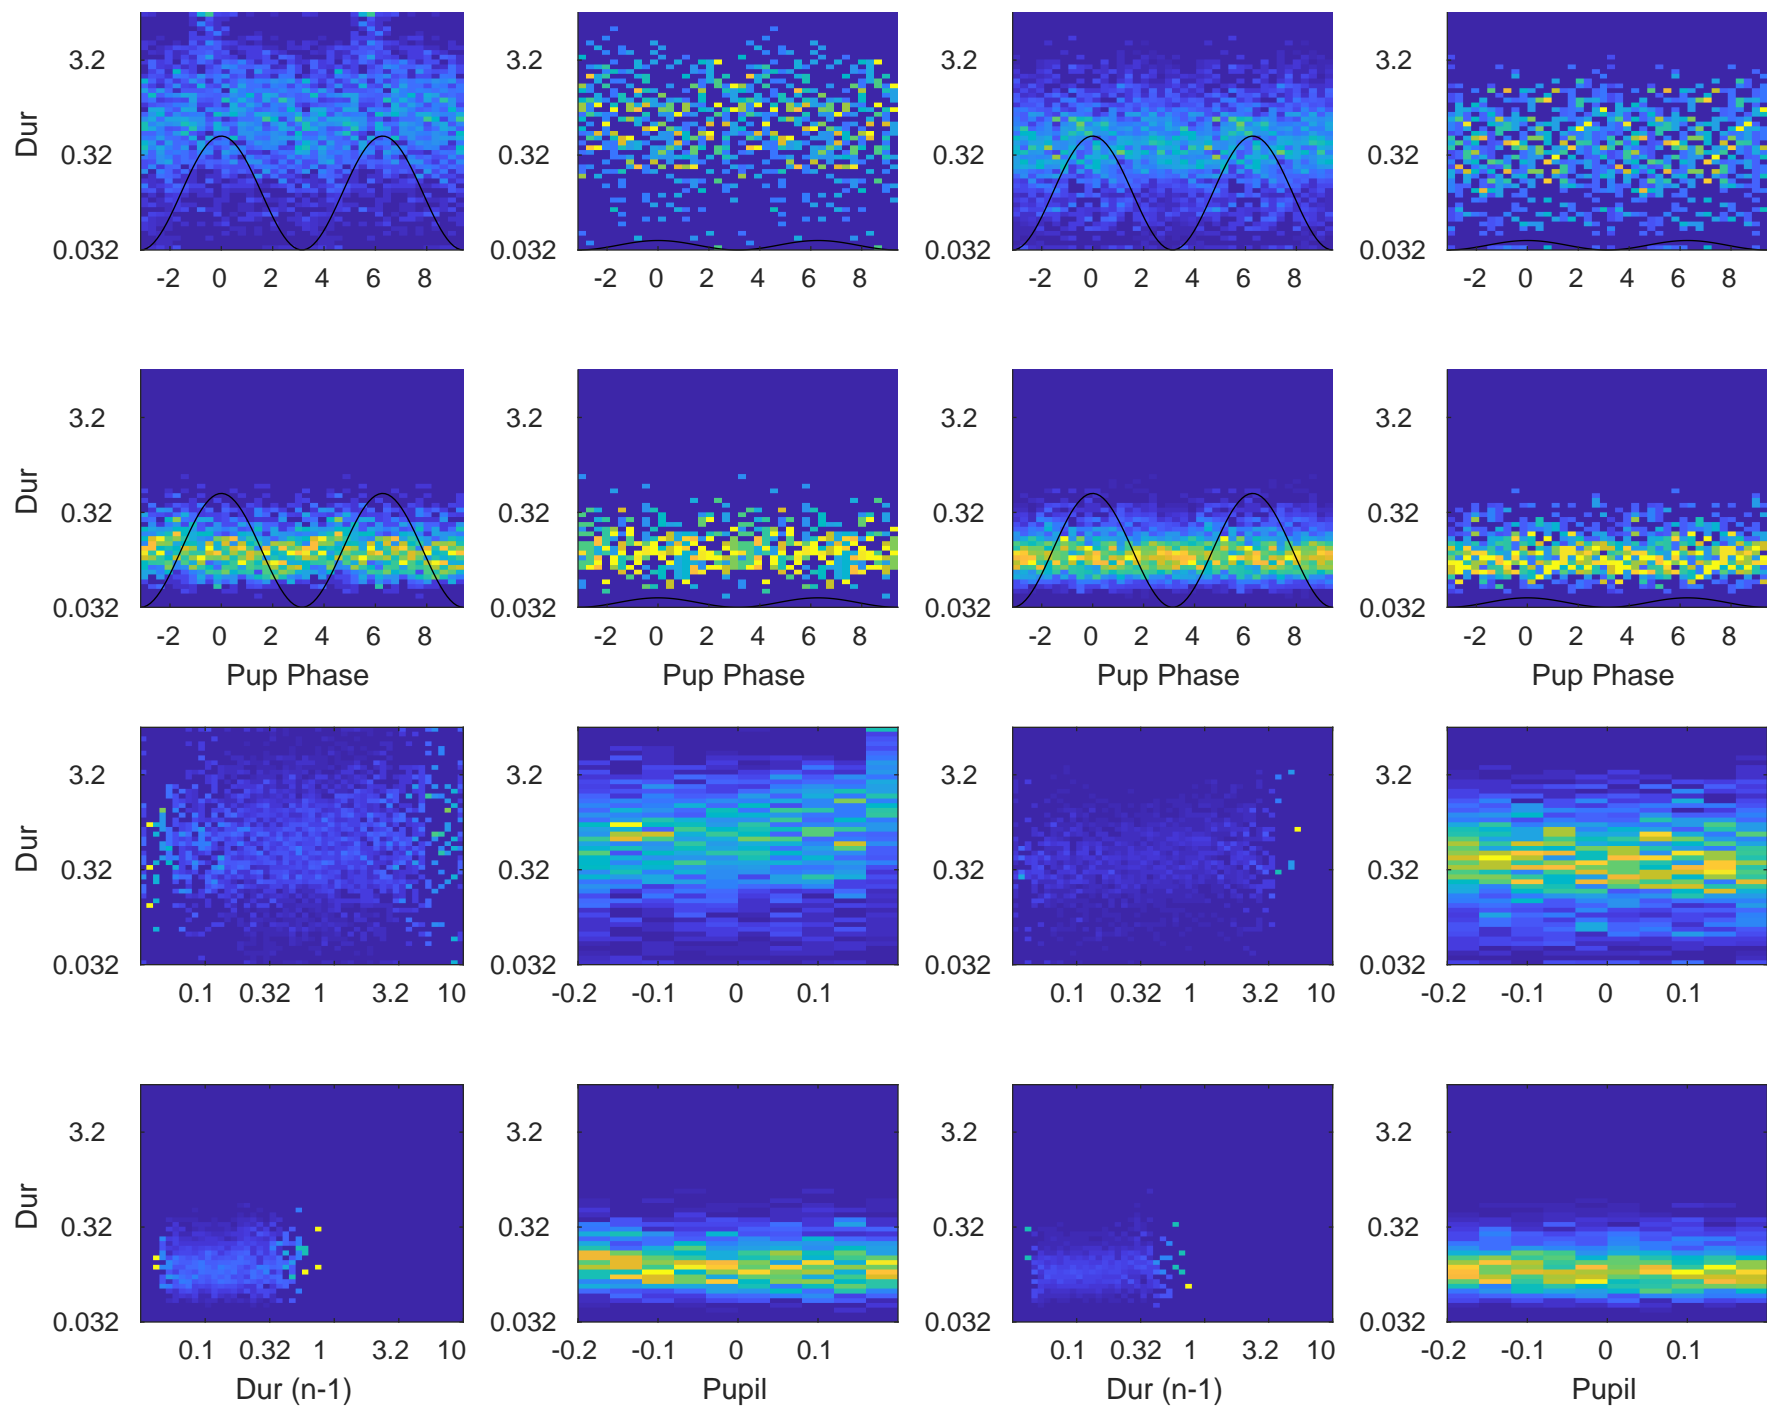 3.2 3.2 3.2 3.2
Dur
0.32 0.32 0.32 0.32
0.032 0.032 0.032 0.032
-2 0 2 4 6 8 -2 0 2 4 6 8 -2 0 2 4 6 8 -2 0 2 4 6 8
3.2 3.2 3.2 3.2
Dur
0.32 0.32 0.32 0.32
0.032 0.032 0.032 0.032
-2 0 2 4 6 8 -2 0 2 4 6 8 -2 0 2 4 6 8 -2 0 2 4 6 8
Pup Phase Pup Phase Pup Phase Pup Phase
3.2 3.2 3.2 3.2
Dur
0.32 0.32 0.32 0.32
0.032 0.032 0.032 0.032
0.1 0.32 1 3.2 10 -0.2 -0.1 0 0.1 0.1 0.32 1 3.2 10 -0.2 -0.1 0 0.1
3.2 3.2 3.2 3.2
Dur
0.32 0.32 0.32 0.32
0.032 0.032 0.032 0.032
0.1 0.32 1 3.2 10 -0.2 -0.1 0 0.1 0.1 0.32 1 3.2 10 -0.2 -0.1 0 0.1
Dur (n-1) Pupil Dur (n-1) Pupil